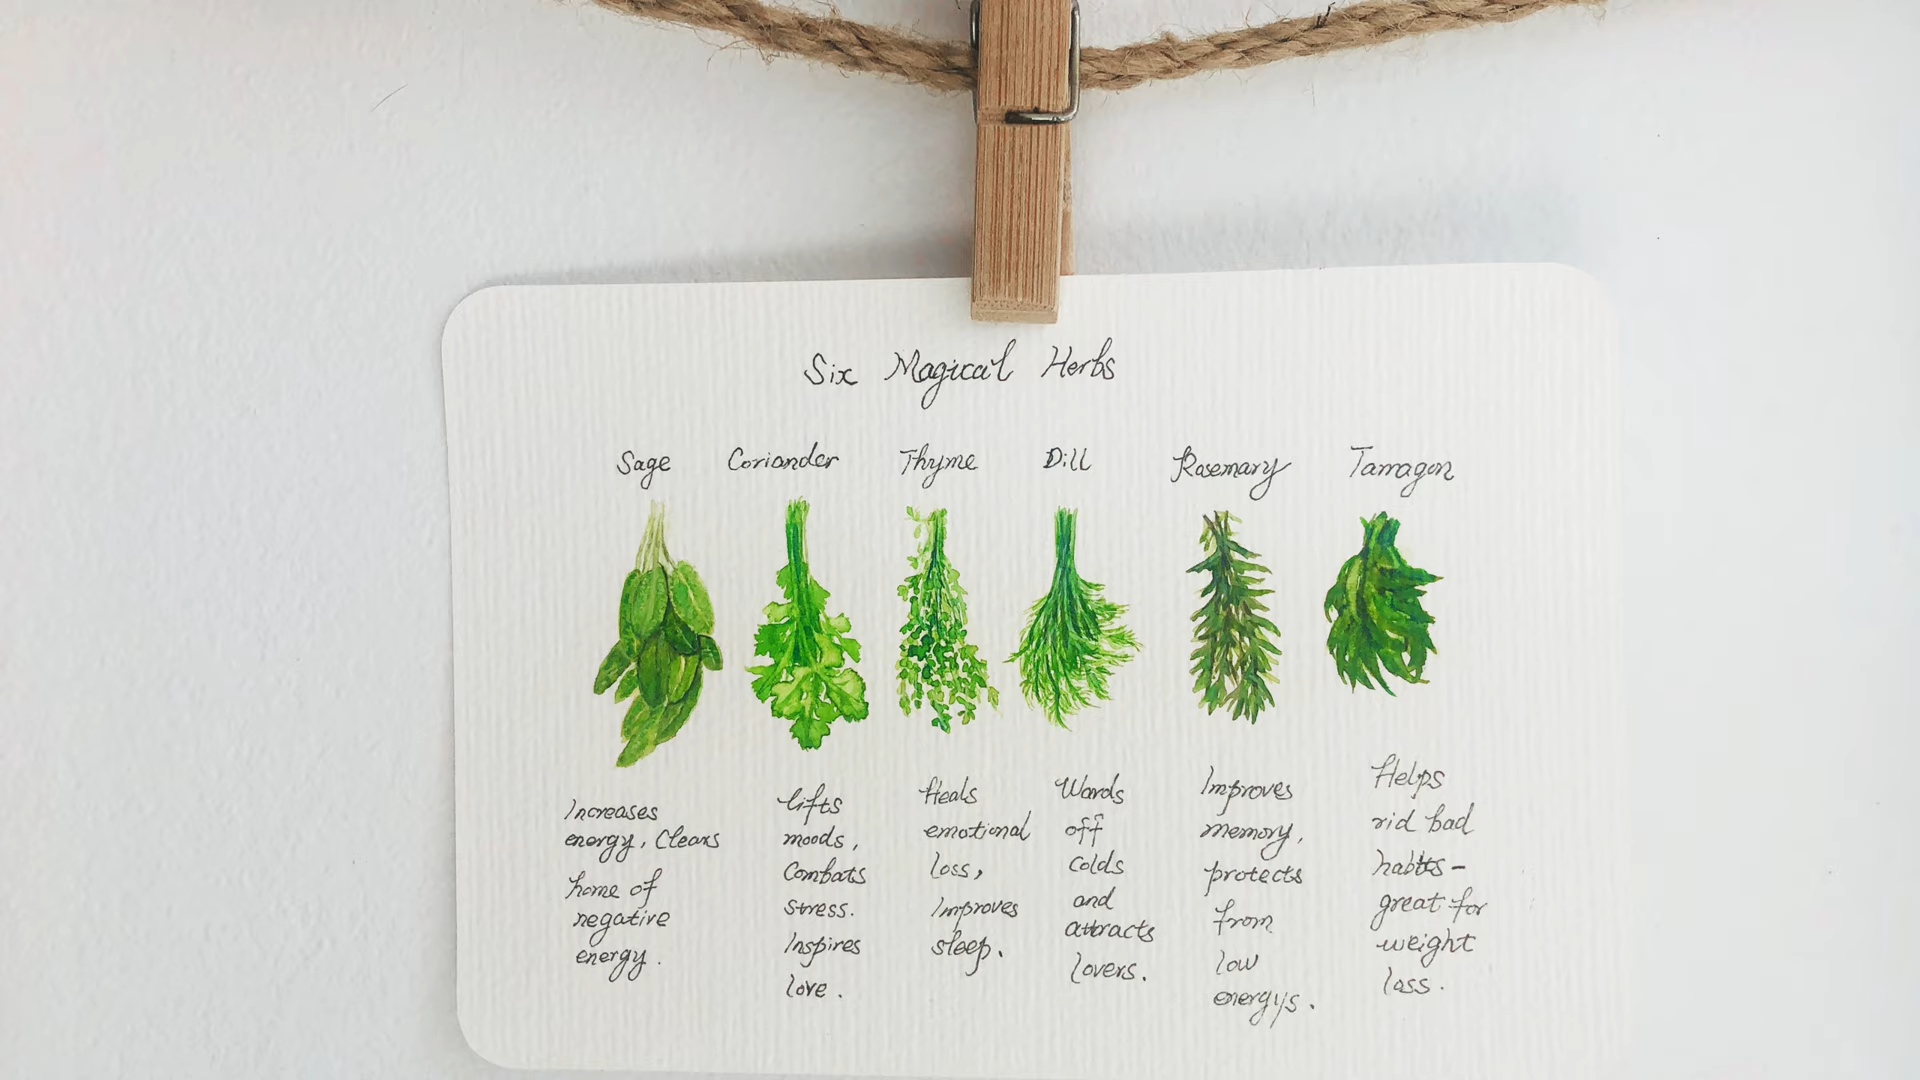 Six Magical Herbs
Sage
Increases
energy, Clears
home of
negative
energy.
Coriander
lifts
moods,
Combats
stress.
Inspires
love.
Thyme
Heals
emotional
loss,
Improves
sleep.
Dill
Wards
off
colds
and
attracts
lovers.
Rosemary
Improves
memory,
protects
from
low
energys.
Tarragon
Helps
rid bad
habits-
great for
weight
loss.